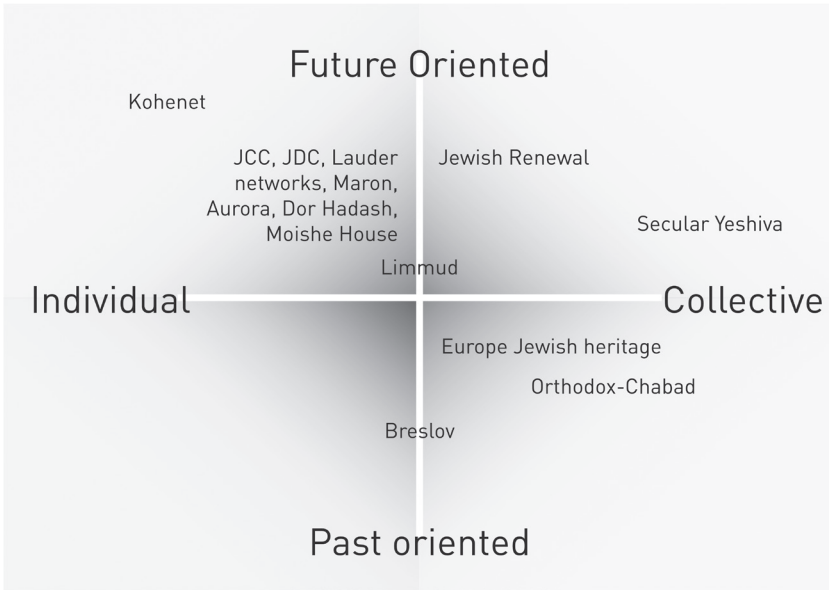 Future Oriented
Kohenet
JCC, JDC, Lauder
networks, Maron,
Aurora, Dor Hadash,
Moishe House
Jewish Renewal
Secular Yeshiva
Limmud
Individual
Collective
Europe Jewish heritage
Orthodox-Chabad
Breslov
Past oriented